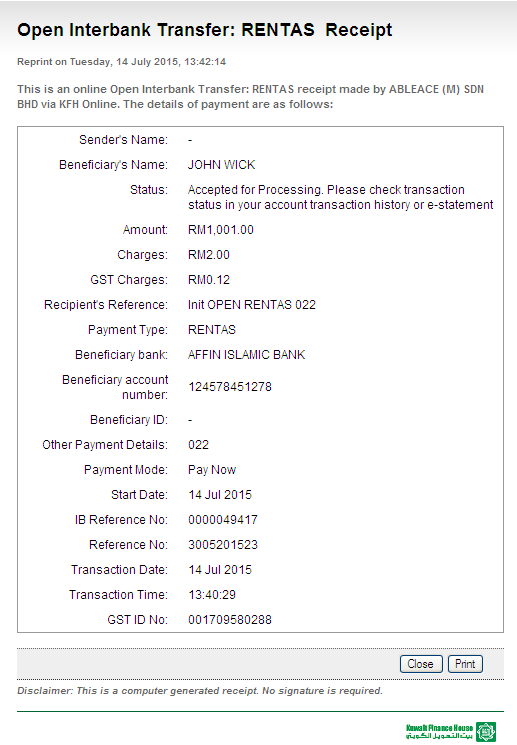 Open Interbank Transfer: RENTAS Receipt
Reprint on Tuesday, 14 July 2015, 13:42:14
This is an online Open Interbank Transfer: RENTAS receipt made by ABLEACE (M) SDN
BHD via KFH Online. The details of payment are as follows:
Sender's Name: -
Beneficiary's Name: JOHN WICK
Status: Accepted for Processing. Please check transaction
status in your account transaction history or e-statement
Amount: RM1,001.00
Charges: RM2.00
GST Charges: RM0.12
Recipient's Reference: Init OPEN RENTAS 022
Payment Type: RENTAS
Beneficiary bank: AFFIN ISLAMIC BANK
Beneficiary account
number: 124578451278
Beneficiary ID: -
Other Payment Details: 022
Payment Mode: Pay Now
Start Date: 14 Jul 2015
IB Reference No: 0000049417
Reference No: 3005201523
Transaction Date: 14 Jul 2015
Transaction Time: 13:40:29
GST ID No: 001709580288
Close Print
Disclaimer: This is a computer generated receipt. No signature is required.
Kuwait Finance House
بيت التمويل الكويتي